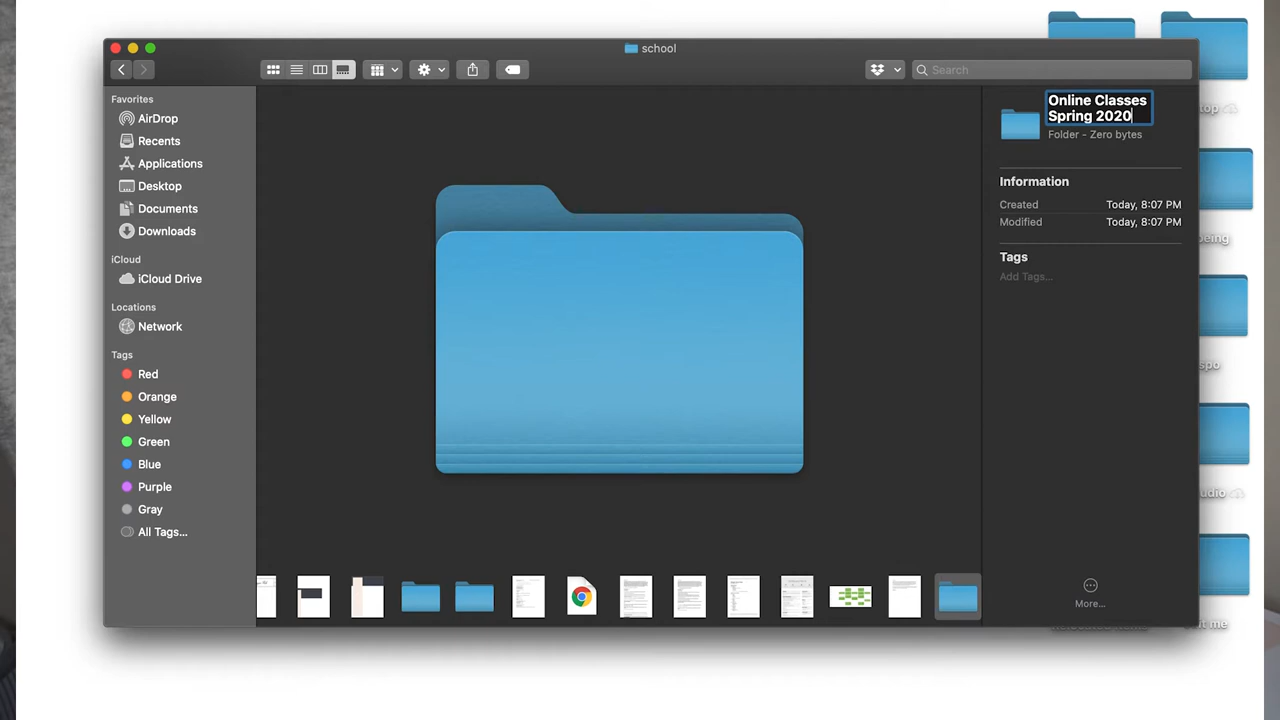 school
Search
Favorites
AirDrop
Recents
Applications
Desktop
Documents
Downloads
iCloud
iCloud Drive
Locations
Network
Tags
Red
Orange
Yellow
Green
Blue
Purple
Gray
All Tags...
Online Classes
Spring 2020
Folder - Zero bytes
Information
Created Today, 8:07 PM
Modified Today, 8:07 PM
Tags
Add Tags...
More...